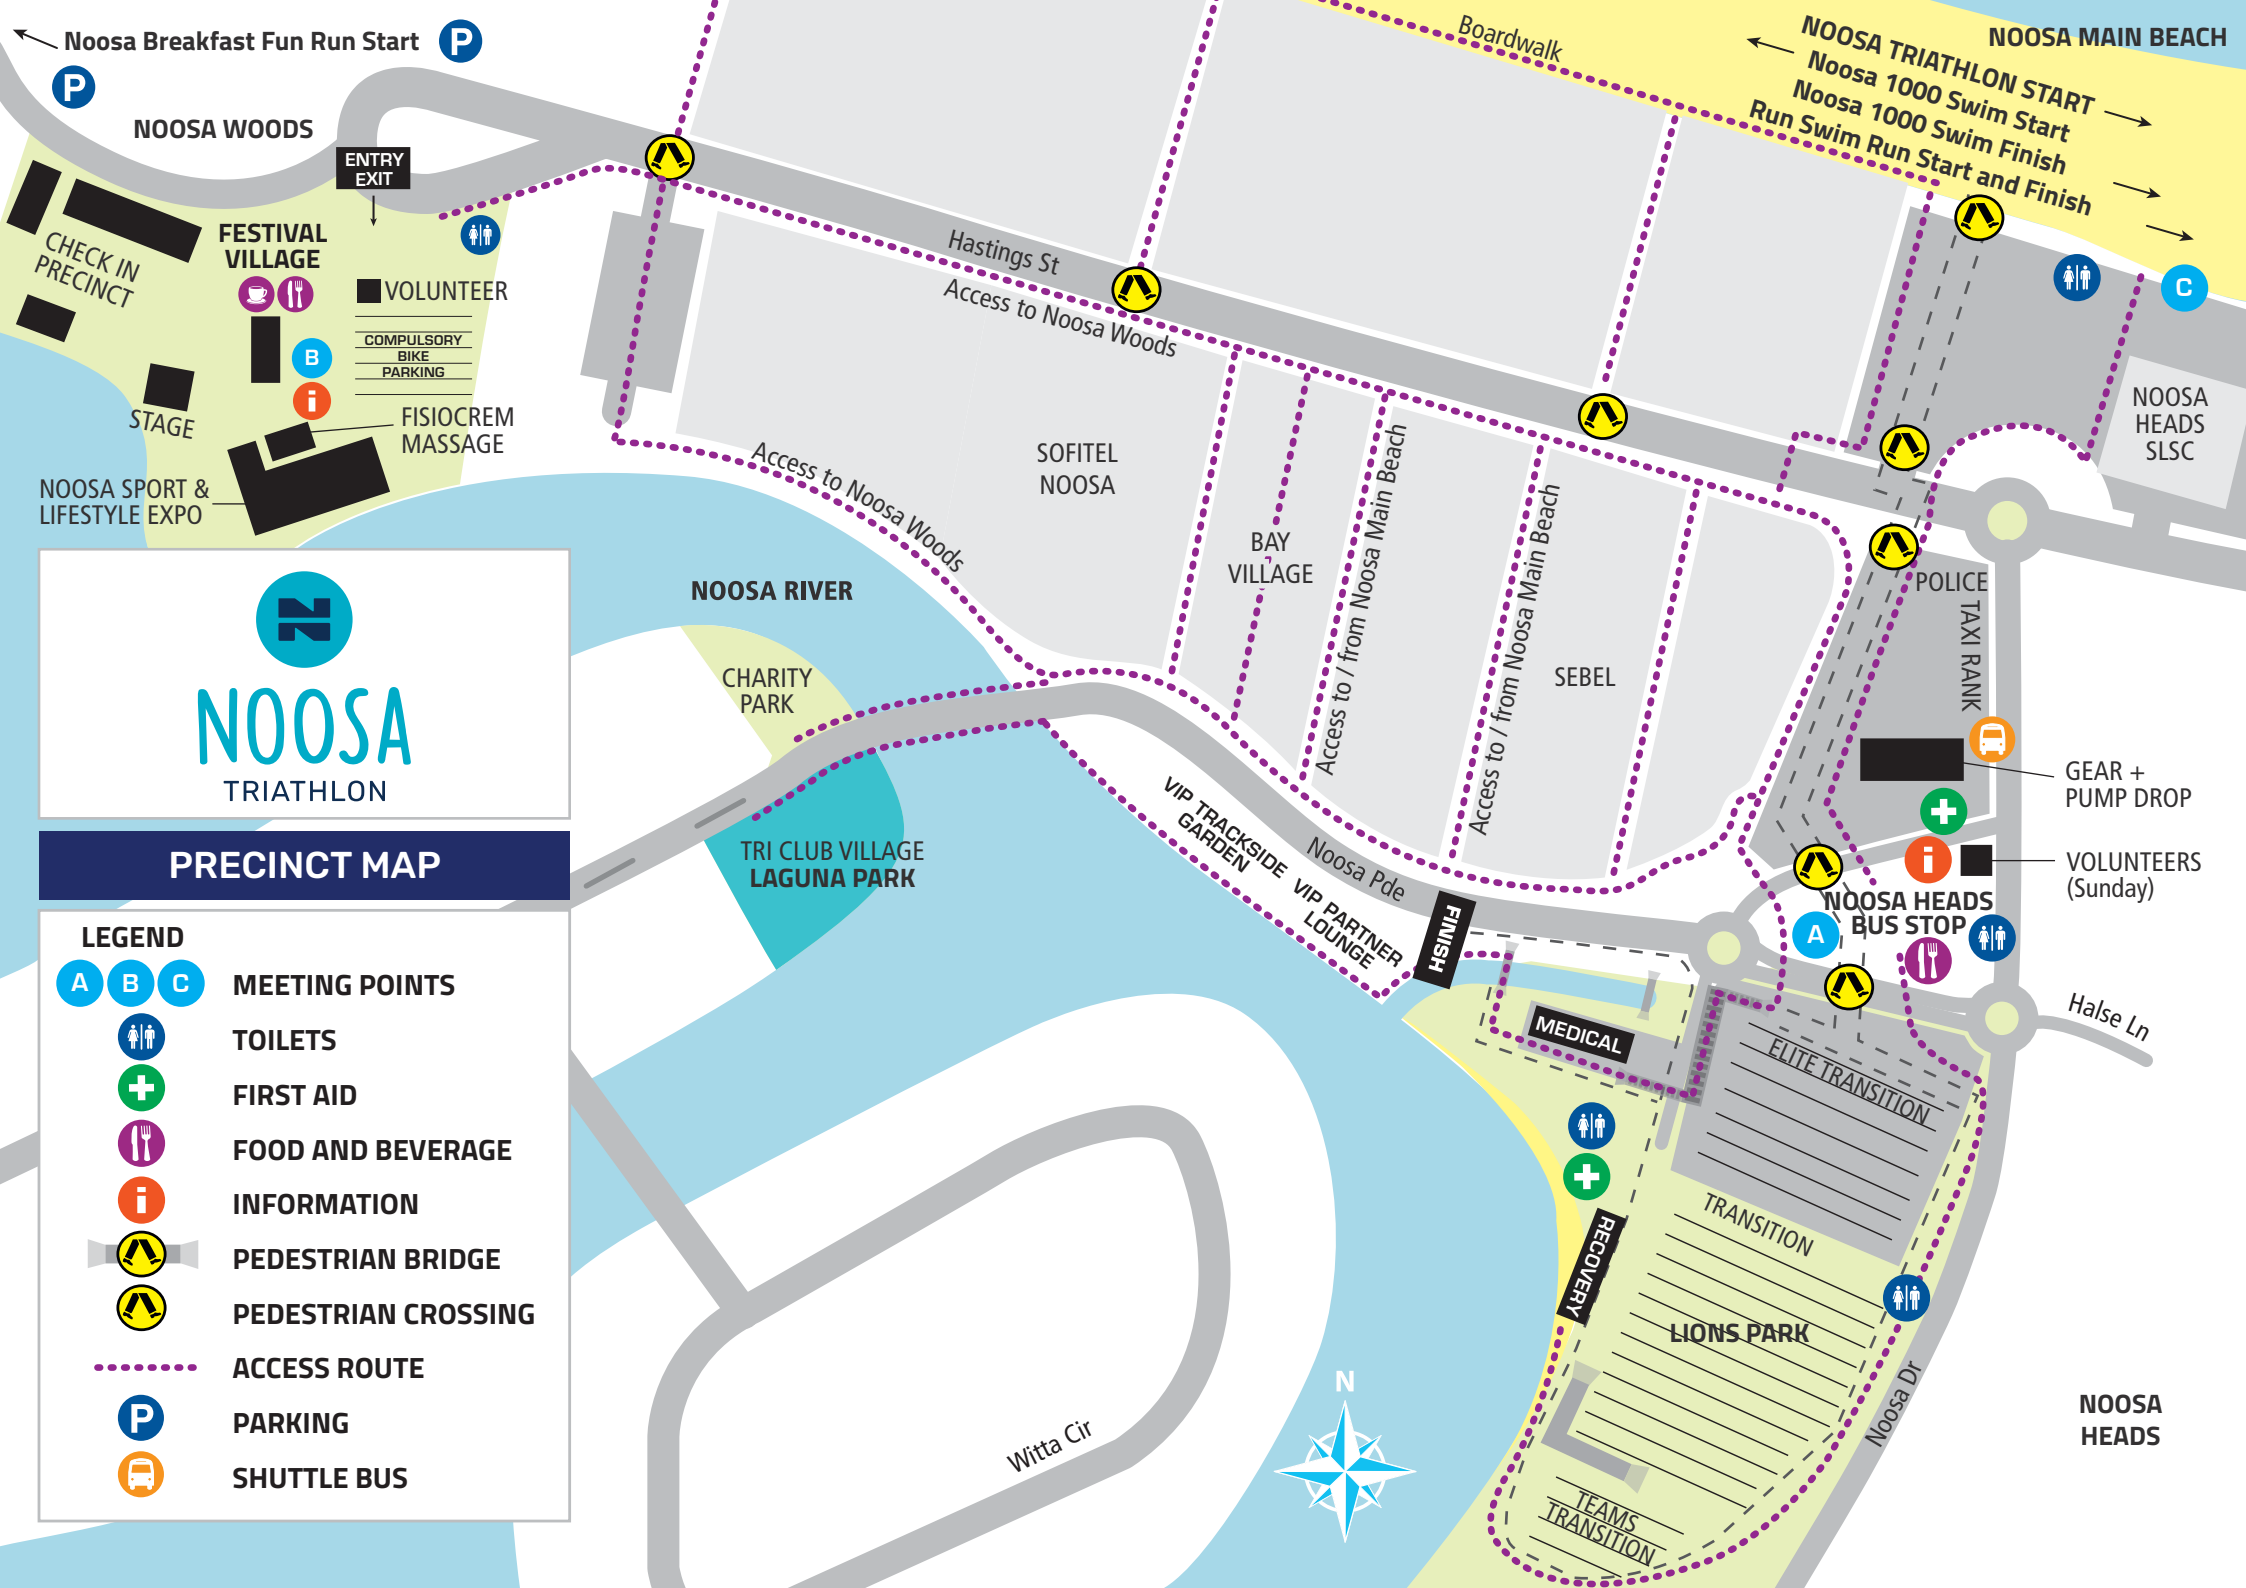 Noosa Breakfast Fun Run Start
P
P
NOOSA WOODS
ENTRY
EXIT
CHECK IN
PRECINCT
FESTIVAL
VILLAGE
VOLUNTEER
COMPULSORY
BIKE
PARKING
B
i
STAGE
FISIOCREM
MASSAGE
NOOSA SPORT &
LIFESTYLE EXPO
Boardwalk
NOOSA MAIN BEACH
NOOSA TRIATHLON START
Noosa 1000 Swim Start
Noosa 1000 Swim Finish
Run Swim Run Start and Finish
Hastings St
Access to Noosa Woods
C
NOOSA
HEADS
SLSC
Access to Noosa Woods
SOFITEL
NOOSA
BAY
VILLAGE
Access to / from Noosa Main Beach
Access to / from Noosa Main Beach
SEBEL
POLICE
TAXI RANK
GEAR +
PUMP DROP
i
VOLUNTEERS
(Sunday)
NOOSA HEADS
BUS STOP
A
NOOSA RIVER
CHARITY
PARK
TRI CLUB VILLAGE
LAGUNA PARK
VIP TRACKSIDE
GARDEN
VIP PARTNER
LOUNGE
Noosa Pde
FINISH
MEDICAL
Halse Ln
ELITE TRANSITION
TRANSITION
RECOVERY
LIONS PARK
Noosa Dr
TEAMS
TRANSITION
NOOSA
HEADS
N
Witta Cir
N
NOOSA
TRIATHLON
PRECINCT MAP
LEGEND
A B C MEETING POINTS
TOILETS
FIRST AID
FOOD AND BEVERAGE
i INFORMATION
PEDESTRIAN BRIDGE
PEDESTRIAN CROSSING
ACCESS ROUTE
P PARKING
SHUTTLE BUS